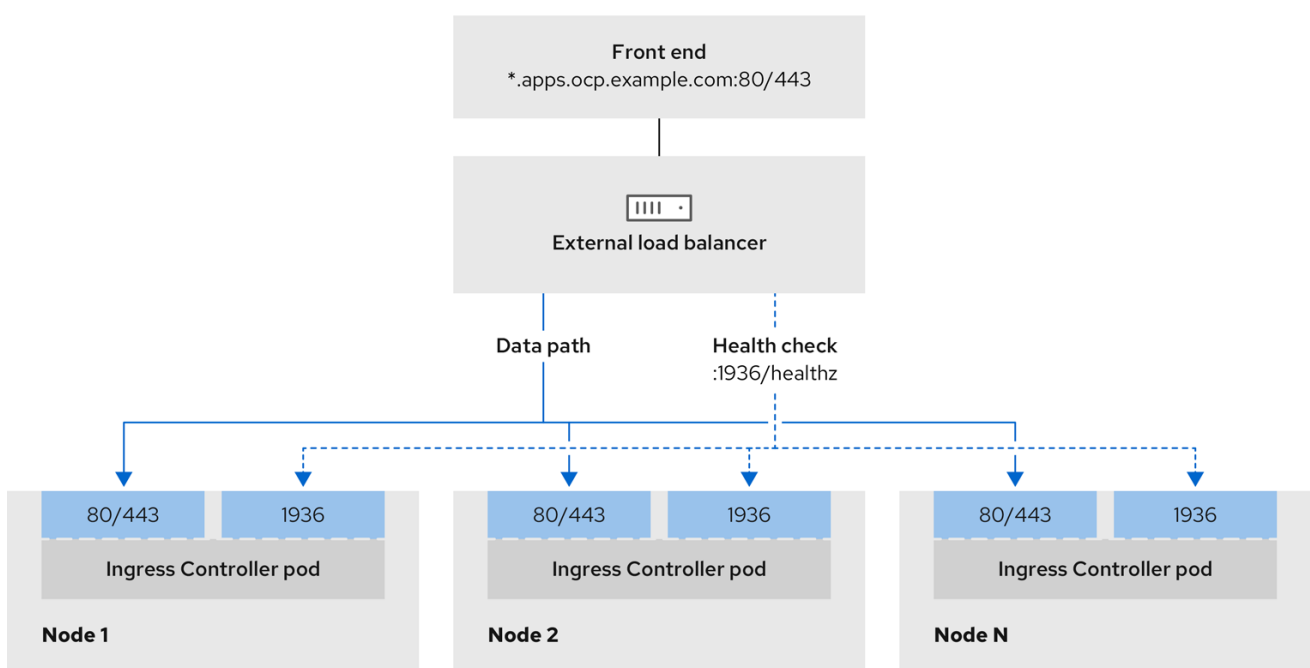 Front end
*.apps.ocp.example.com:80/443
External load balancer
Data path
Health check
:1936/healthz
80/443
1936
80/443
1936
80/443
1936
Ingress Controller pod
Ingress Controller pod
Ingress Controller pod
Node 1
Node 2
Node N